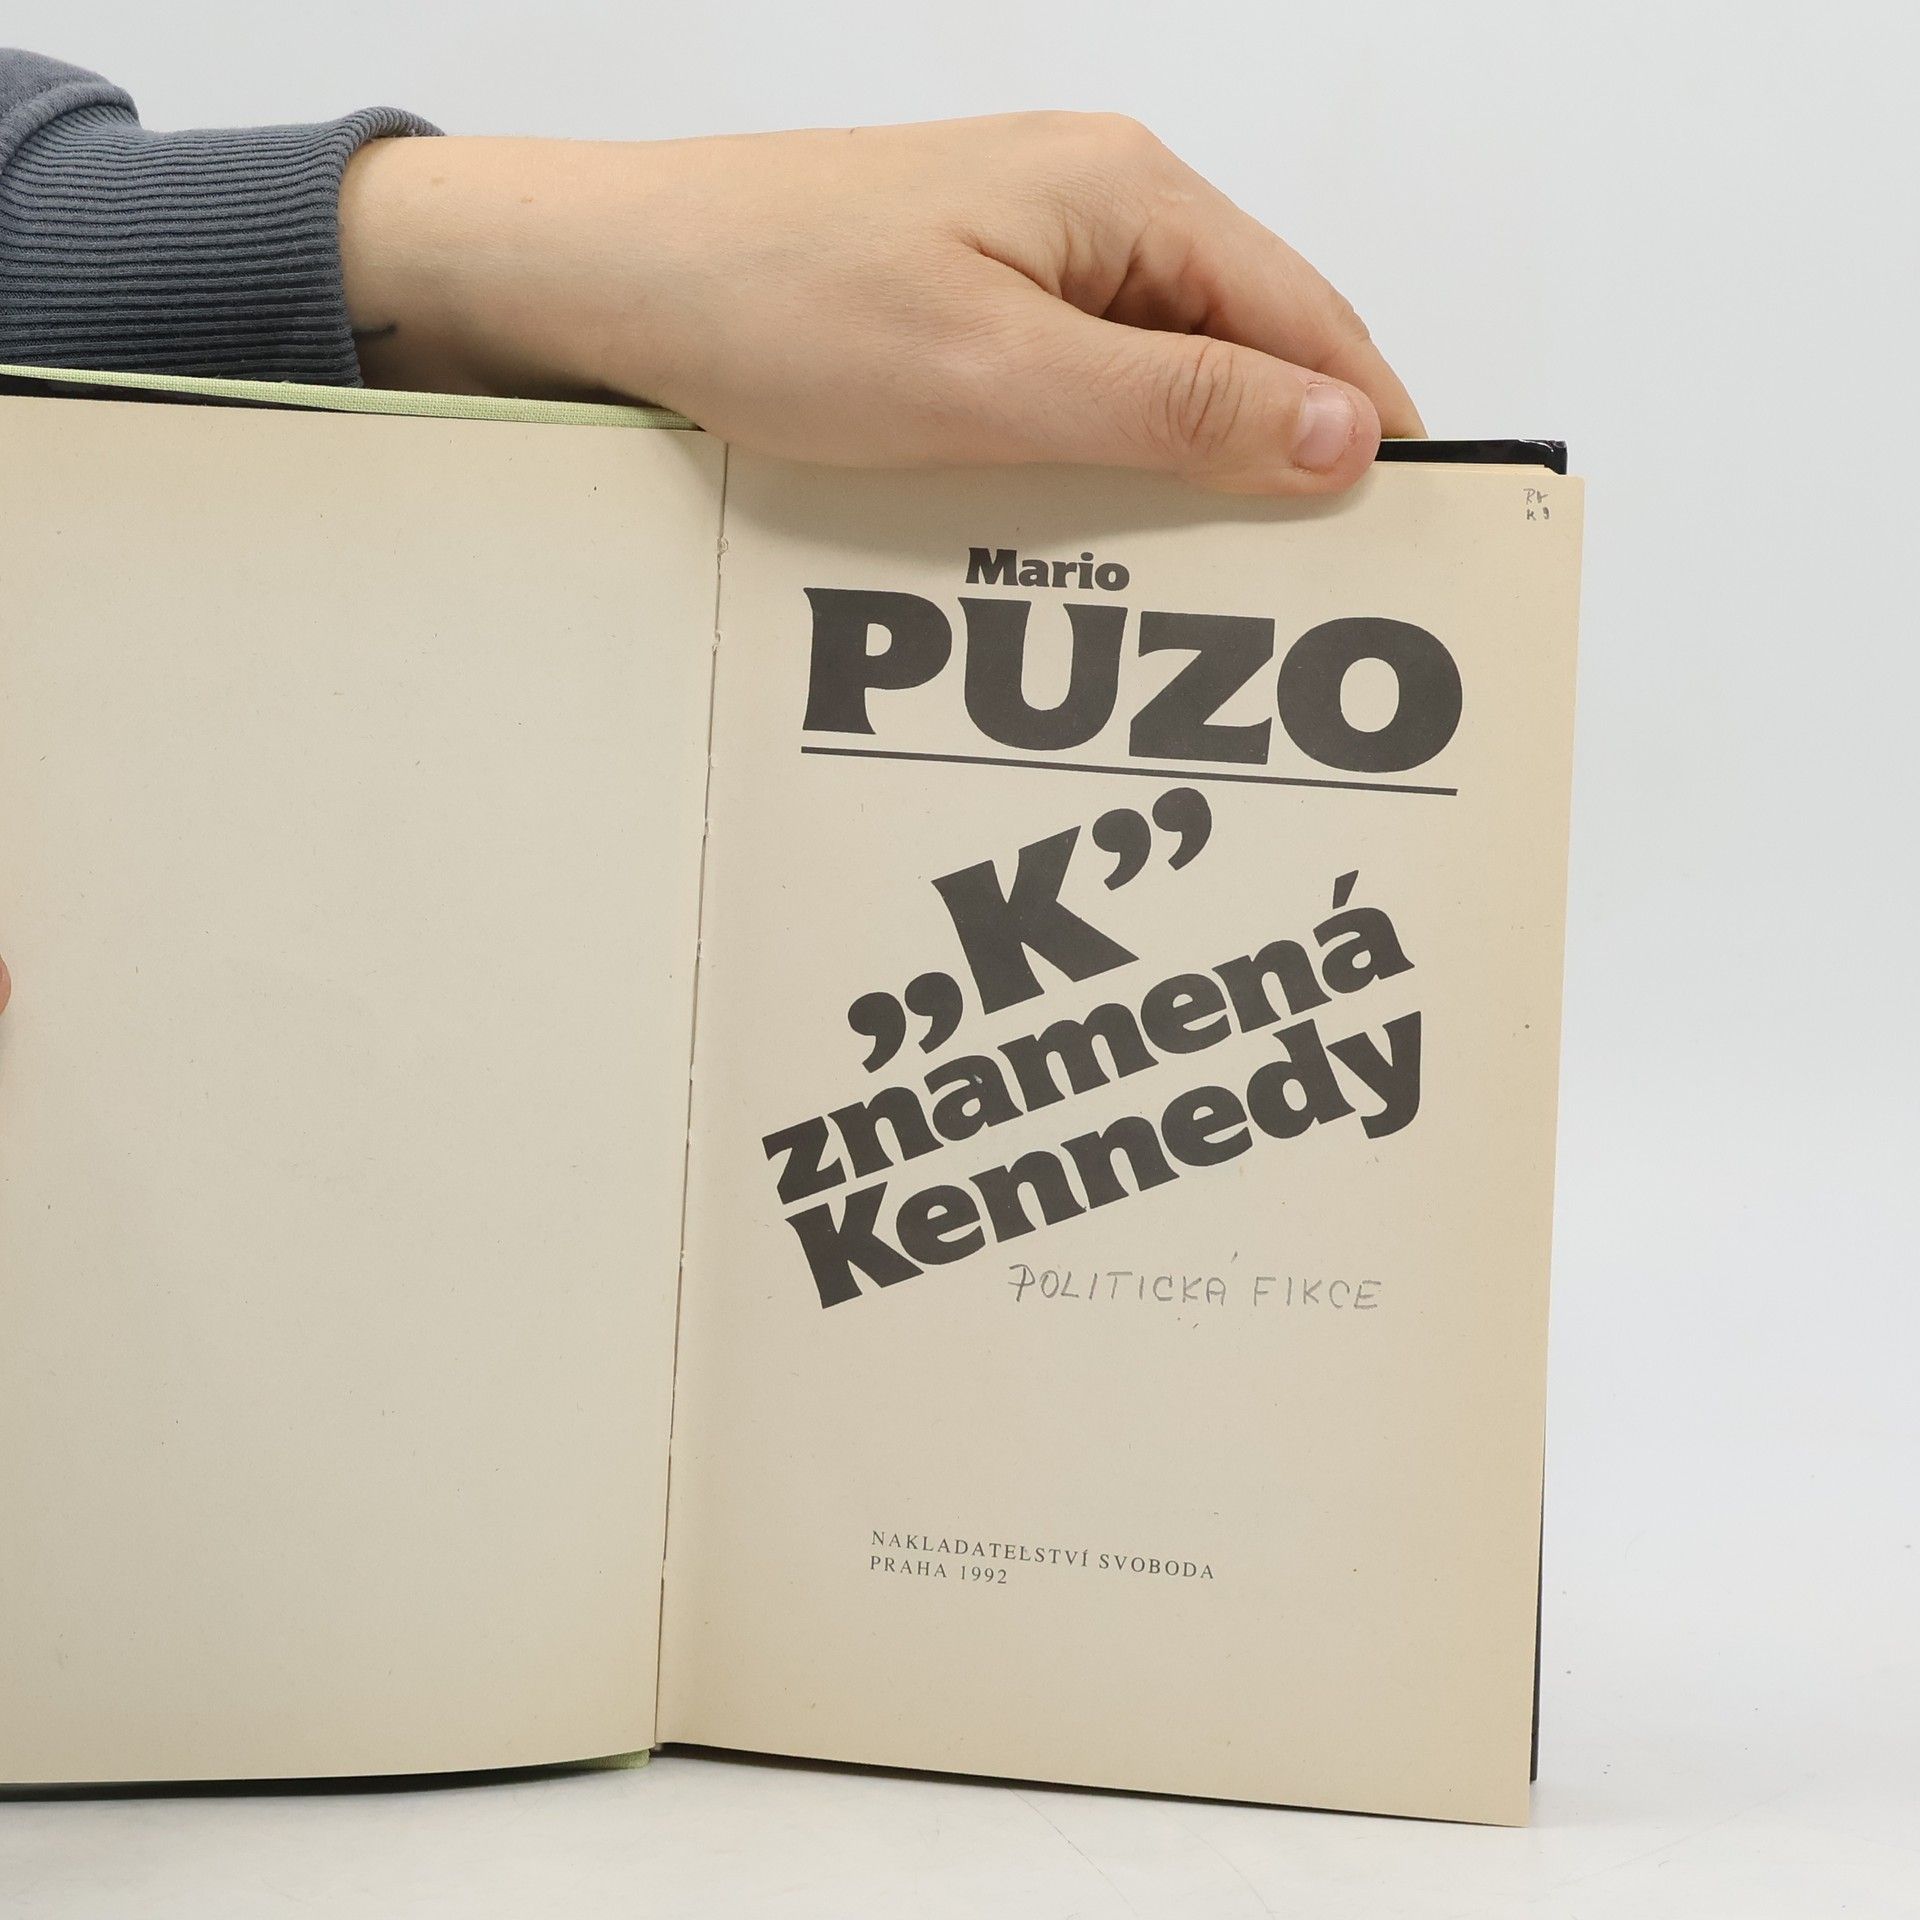 Mario
PUZO
„K”
znamená
Kennedy
POLITICKÁ FIKCE
NAKLADATELSTVÍ SVOBODA
PRAHA 1992